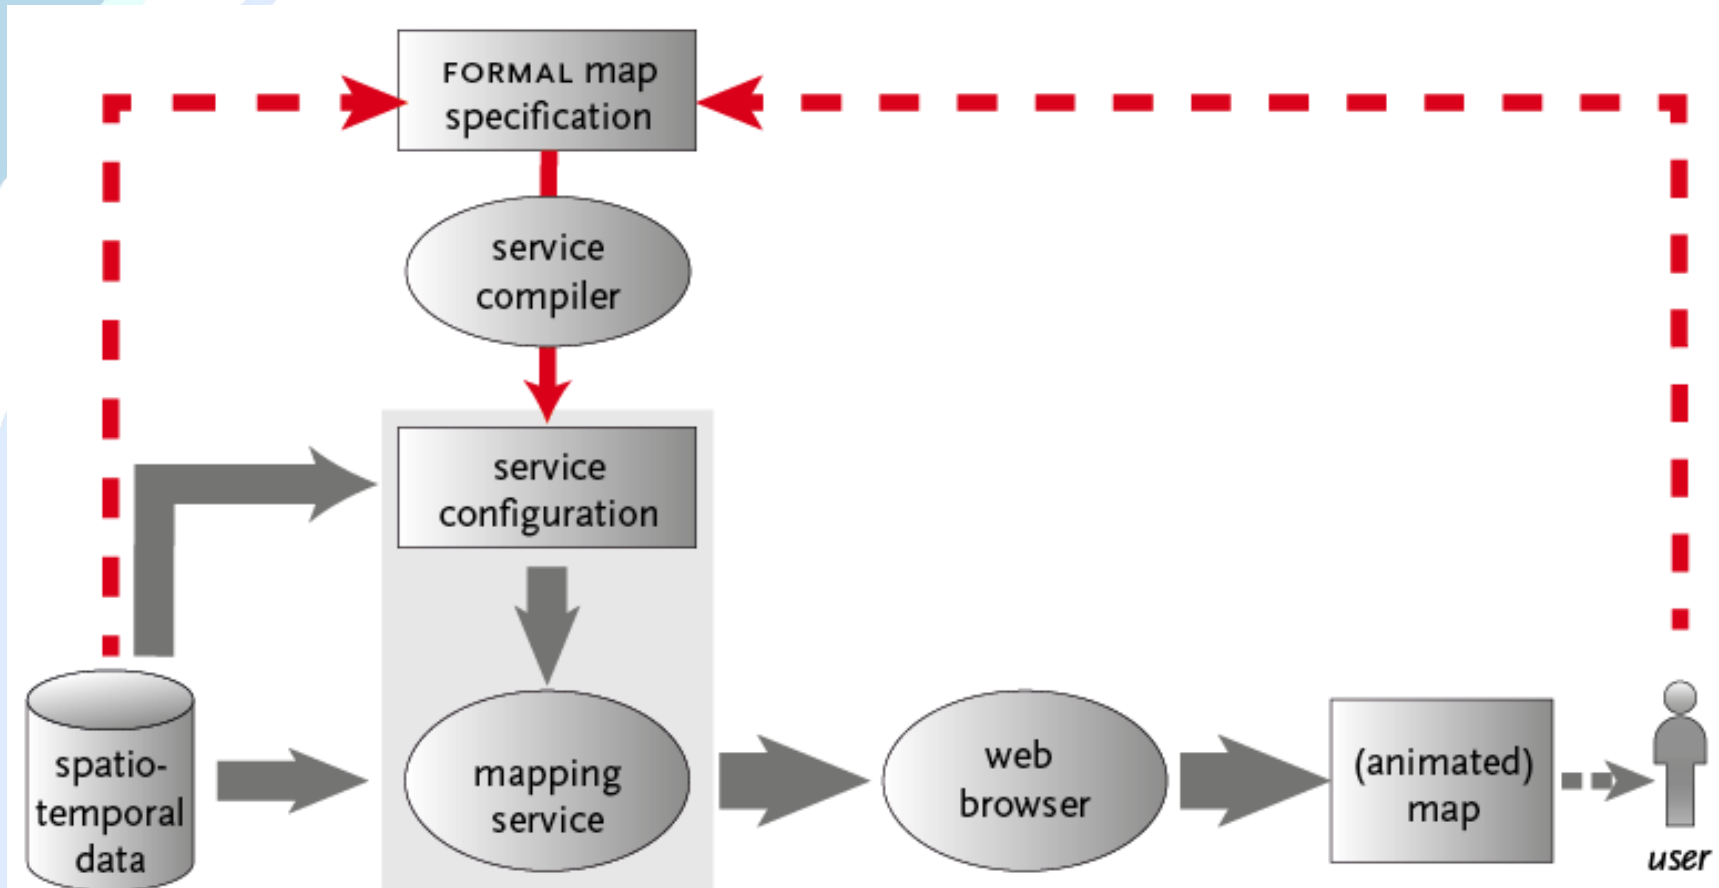 FORMAL map
specification
service
compiler
service
configuration
spatio-
temporal
data
mapping
service
web
browser
(animated)
map
user